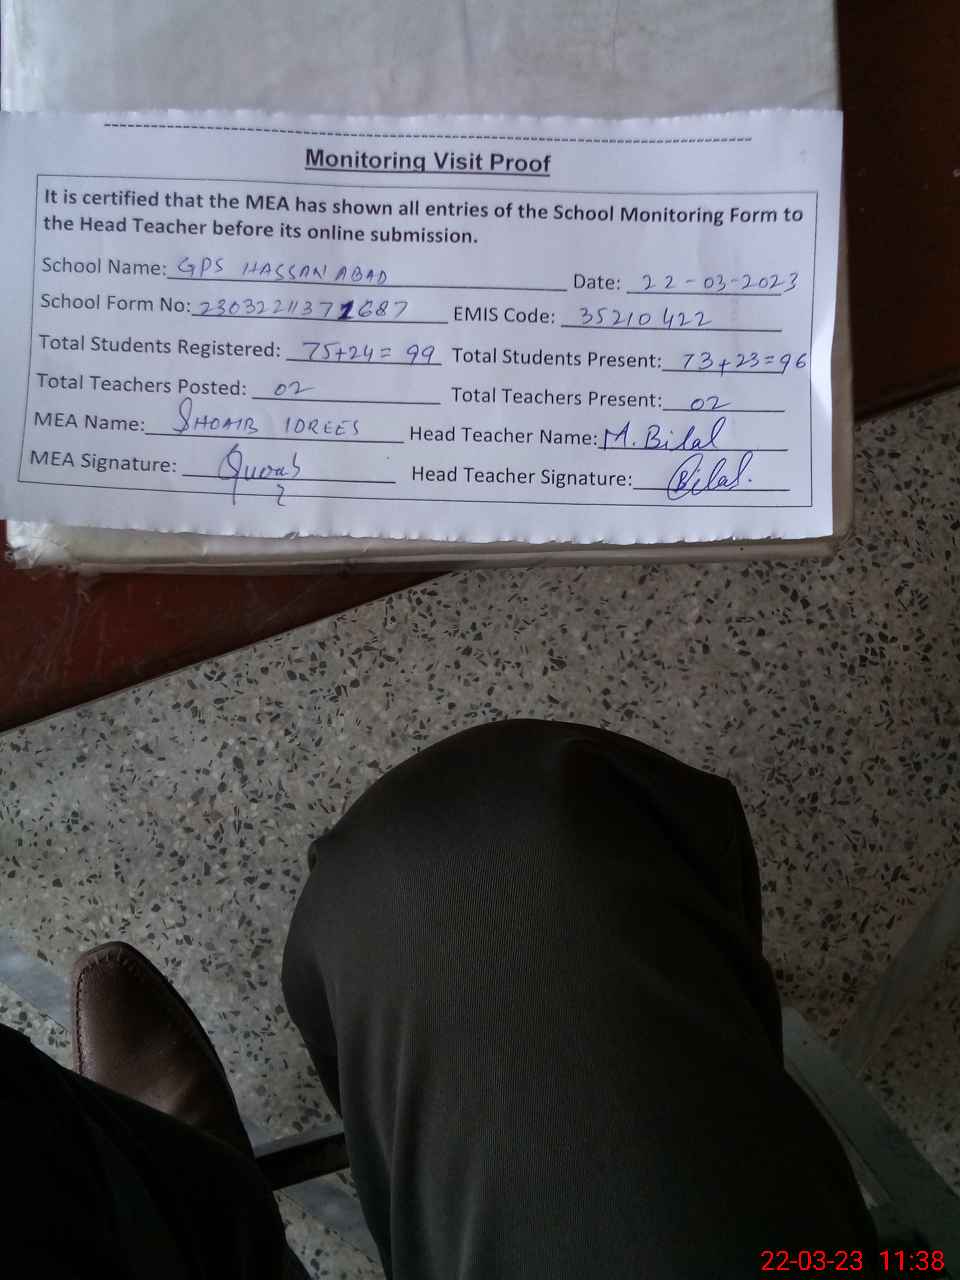 Monitoring Visit Proof
It is certified that the MEA has shown all entries of the School Monitoring Form to
the Head Teacher before its online submission.
School Name: GPS HASSAN ABAD Date: 22-03-2023
School Form No: 23032211371687 EMIS Code: 35210422
Total Students Registered: 75+24= 99 Total Students Present: 73+23=96
Total Teachers Posted: 02 Total Teachers Present: 02
MEA Name: SHOAIB IDREES Head Teacher Name: M. Bilal
MEA Signature: Head Teacher Signature: Bilal.
22-03-23 11:38